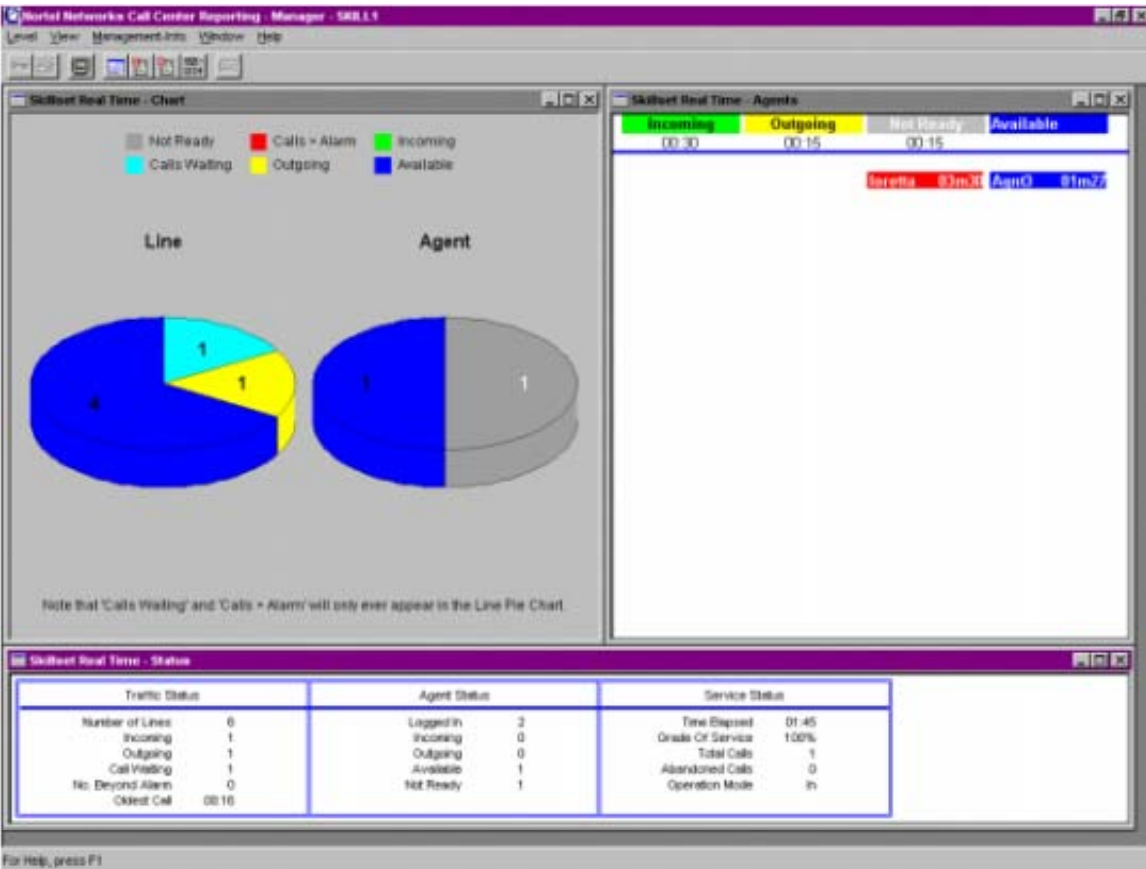 Nortel Networks Call Center Reporting - Manager - SKILL1
Level View Management-Info Window Help
Skillset Real Time - Chart
Not Ready Calls > Alarm Incoming
Calls Waiting Outgoing Available
Line Agent
1
1
4
1
1
Note that 'Calls Waiting' and 'Calls > Alarm' will only ever appear in the Line Pie Chart
Skillset Real Time - Agents
Incoming Outgoing Not Ready Available
00:30 00:15 00:15
loretta 03m30 Agnt3 01m27
Skillset Real Time - Status
Traffic Status
Number of Lines 6
Incoming 1
Outgoing 1
Call Waiting 1
No. Beyond Alarm 0
Oldest Call 00:16
Agent Status
Logged In 2
Incoming 0
Outgoing 0
Available 1
Not Ready 1
Service Status
Time Elapsed 01:45
Grade Of Service 100%
Total Calls 1
Abandoned Calls 0
Operation Mode In
For Help, press F1